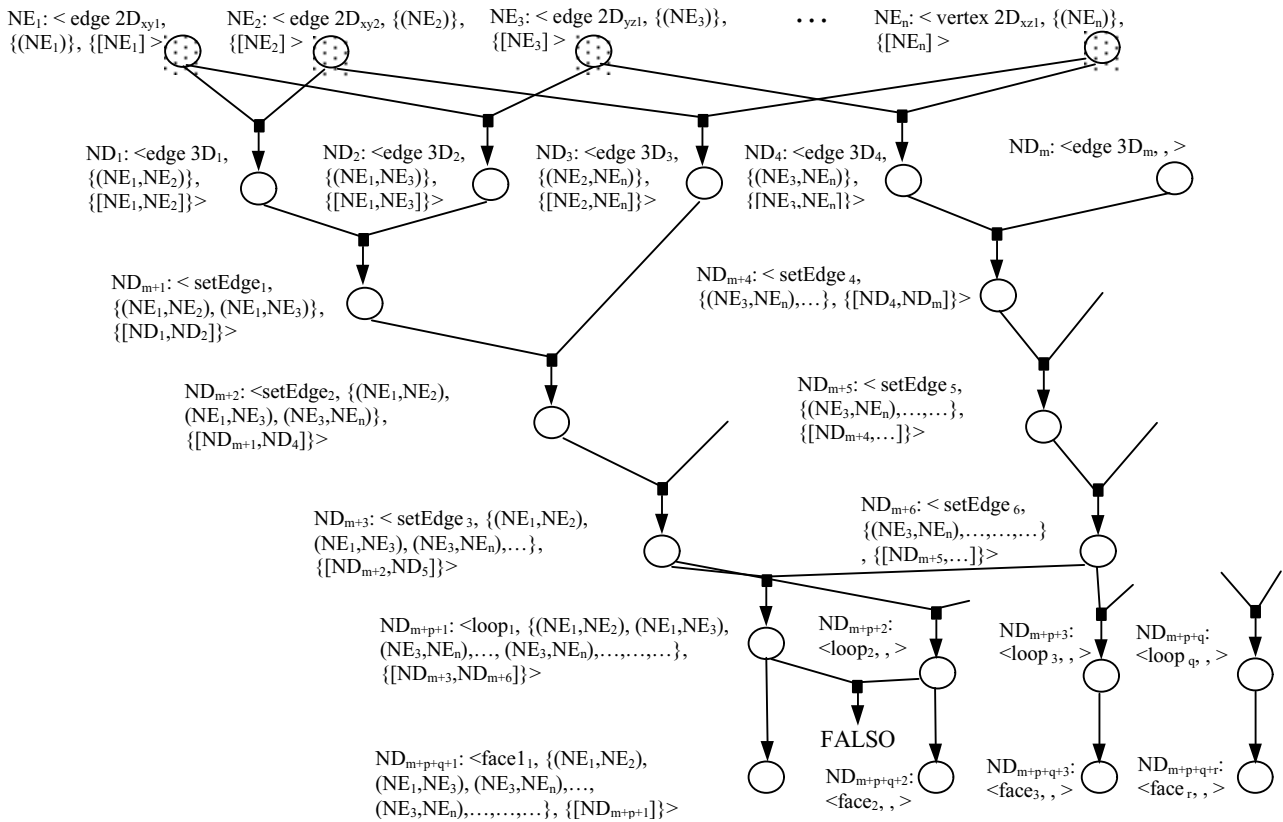 NE₁: < edge 2Dxy1,
{(NE₁)}, {[NE₁] >
NE₂: < edge 2Dxy2, {(NE₂)},
{[NE₂] >
NE₃: < edge 2Dyz1, {(NE₃)},
{[NE₃] >
...
NEn: < vertex 2Dxz1, {(NEn)},
{[NEn] >
ND₁: <edge 3D₁,
{(NE₁,NE₂)},
{[NE₁,NE₂]}>
ND₂: <edge 3D₂,
{(NE₁,NE₃)},
{[NE₁,NE₃]}>
ND₃: <edge 3D₃,
{(NE₂,NEn)},
{[NE₂,NEn]}>
ND₄: <edge 3D₄,
{(NE₃,NEn)},
{[NE₃,NEn]}>
NDm: <edge 3Dm, , >
NDm+1: < setEdge₁,
{(NE₁,NE₂), (NE₁,NE₃)},
{[ND₁,ND₂]}>
NDm+4: < setEdge ₄,
{(NE₃,NEn),…}, {[ND₄,NDm]}>
NDm+2: <setEdge₂, {(NE₁,NE₂),
(NE₁,NE₃), (NE₃,NEn)},
{[NDm+1,ND₄]}>
NDm+5: < setEdge ₅,
{(NE₃,NEn),…,…},
{[NDm+4,…]}>
NDm+3: < setEdge ₃, {(NE₁,NE₂),
(NE₁,NE₃), (NE₃,NEn),…},
{[NDm+2,ND₅]}>
NDm+6: < setEdge ₆,
{(NE₃,NEn),…,…,…}
, {[NDm+5,…]}>
NDm+p+1: <loop₁, {(NE₁,NE₂), (NE₁,NE₃),
(NE₃,NEn),…, (NE₃,NEn),…,…,…},
{[NDm+3,NDm+6]}>
NDm+p+2:
<loop₂, , >
NDm+p+3:
<loop ₃, , >
NDm+p+q:
<loop q, , >
FALSO
NDm+p+q+1: <face1₁, {(NE₁,NE₂),
(NE₁,NE₃), (NE₃,NEn),…,
(NE₃,NEn),…,…,…}, {[NDm+p+1]}>
NDm+p+q+2:
<face₂, , >
NDm+p+q+3:
<face₃, , >
NDm+p+q+r:
<face r, , >